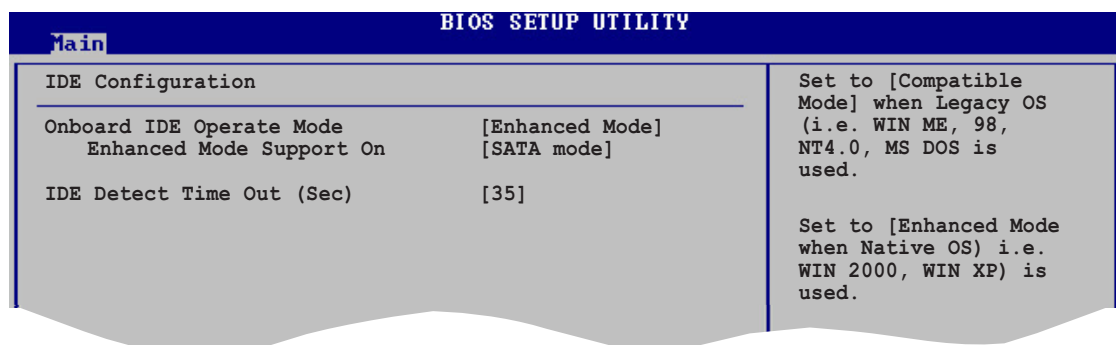 BIOS SETUP UTILITY
Main
IDE Configuration
Onboard IDE Operate Mode [Enhanced Mode]
Enhanced Mode Support On [SATA mode]
IDE Detect Time Out (Sec) [35]
Set to [Compatible
Mode] when Legacy OS
(i.e. WIN ME, 98,
NT4.0, MS DOS is
used.
Set to [Enhanced Mode
when Native OS) i.e.
WIN 2000, WIN XP) is
used.